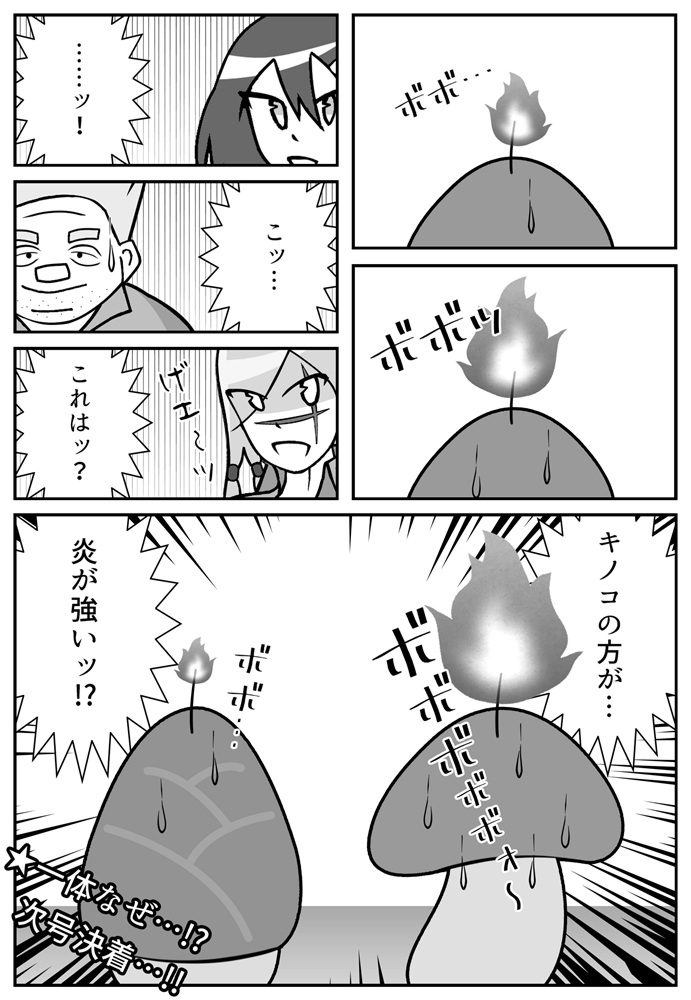 ボボ…
ボボッ
……ッ！
こッ…
げェ～ッ
これはッ？
キノコの方が…
ボボボボボォ～
ボボ…
炎が強いッ!?
★一体なぜ…!?
次号決着…!!